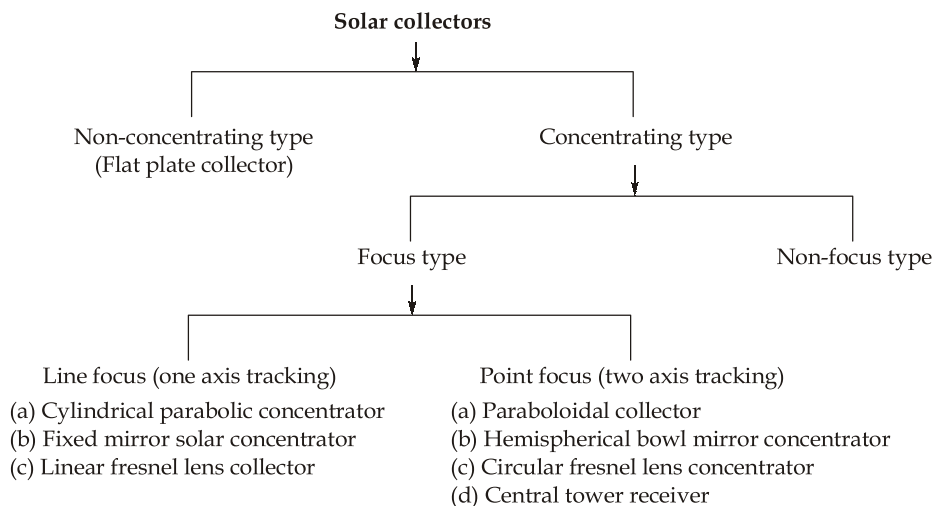 Solar collectors
Non-concentrating type
(Flat plate collector)
Concentrating type
Focus type
Non-focus type
Line focus (one axis tracking)
(a) Cylindrical parabolic concentrator
(b) Fixed mirror solar concentrator
(c) Linear fresnel lens collector
Point focus (two axis tracking)
(a) Paraboloidal collector
(b) Hemispherical bowl mirror concentrator
(c) Circular fresnel lens concentrator
(d) Central tower receiver